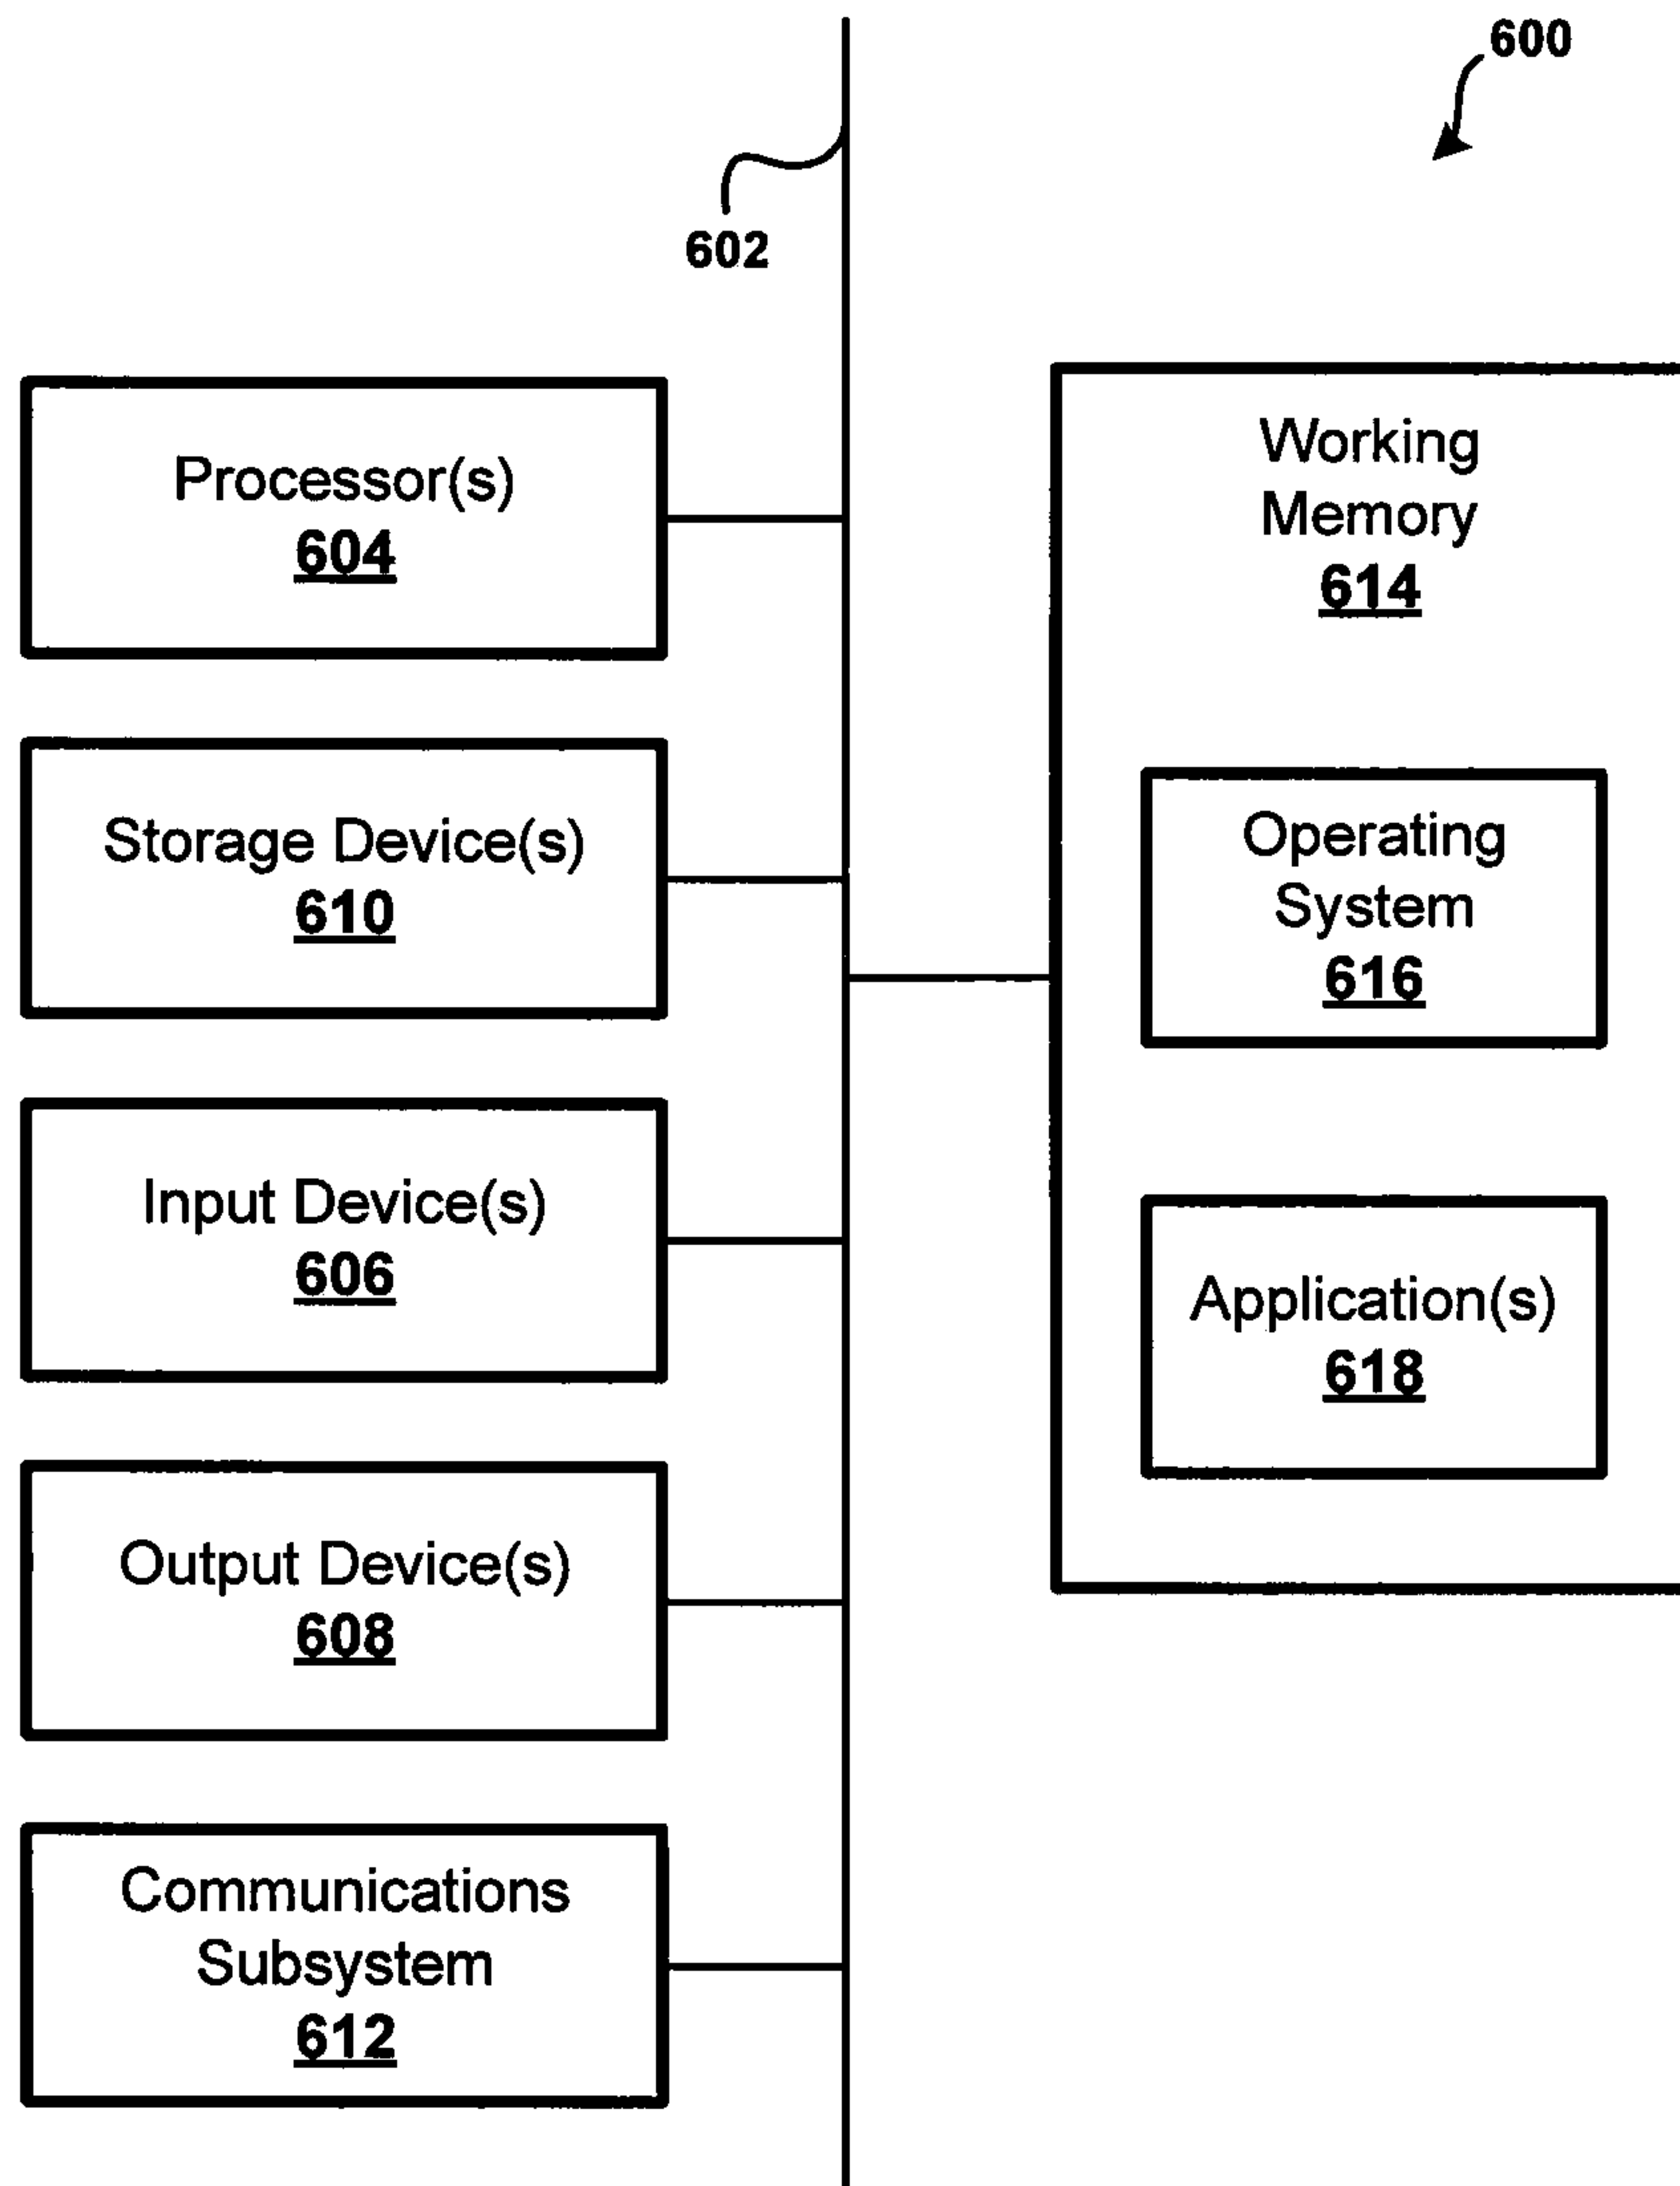 600
602
Processor(s)
604
Storage Device(s)
610
Input Device(s)
606
Output Device(s)
608
Communications
Subsystem
612
Working
Memory
614
Operating
System
616
Application(s)
618